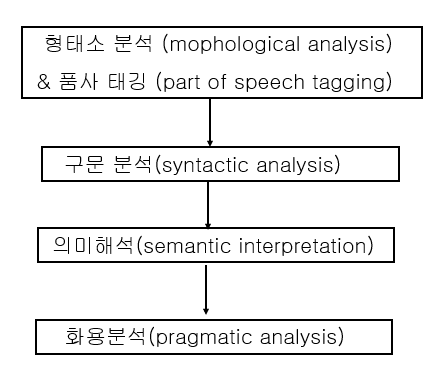 형태소 분석 (mophological analysis)
& 품사 태깅 (part of speech tagging)
구문 분석(syntactic analysis)
의미해석(semantic interpretation)
화용분석(pragmatic analysis)